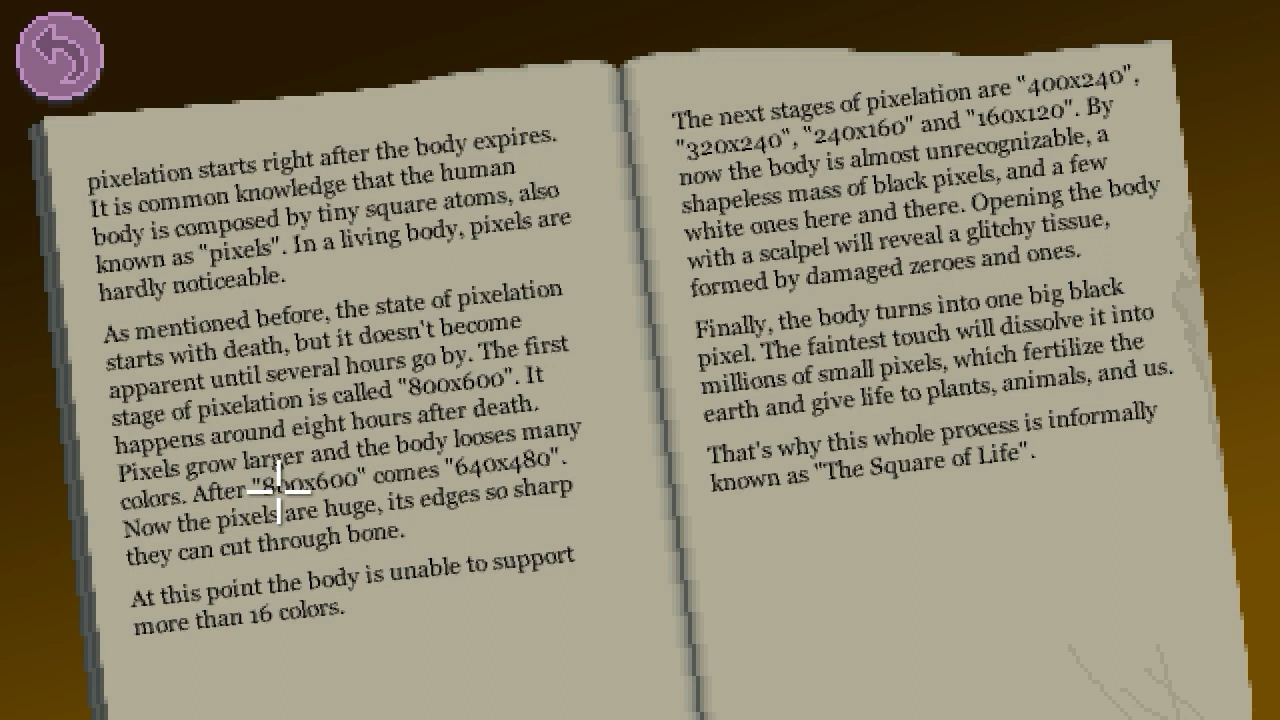 pixelation starts right after the body expires.
It is common knowledge that the human
body is composed by tiny square atoms, also
known as "pixels". In a living body, pixels are
hardly noticeable.
As mentioned before, the state of pixelation
starts with death, but it doesn't become
apparent until several hours go by. The first
stage of pixelation is called "800x600". It
happens around eight hours after death.
Pixels grow larger and the body looses many
colors. After "800x600" comes "640x480".
Now the pixels are huge, its edges so sharp
they can cut through bone.
At this point the body is unable to support
more than 16 colors.
The next stages of pixelation are "400x240",
"320x240", "240x160" and "160x120". By
now the body is almost unrecognizable, a
shapeless mass of black pixels, and a few
white ones here and there. Opening the body
with a scalpel will reveal a glitchy tissue,
formed by damaged zeroes and ones.
Finally, the body turns into one big black
pixel. The faintest touch will dissolve it into
millions of small pixels, which fertilize the
earth and give life to plants, animals, and us.
That's why this whole process is informally
known as "The Square of Life".